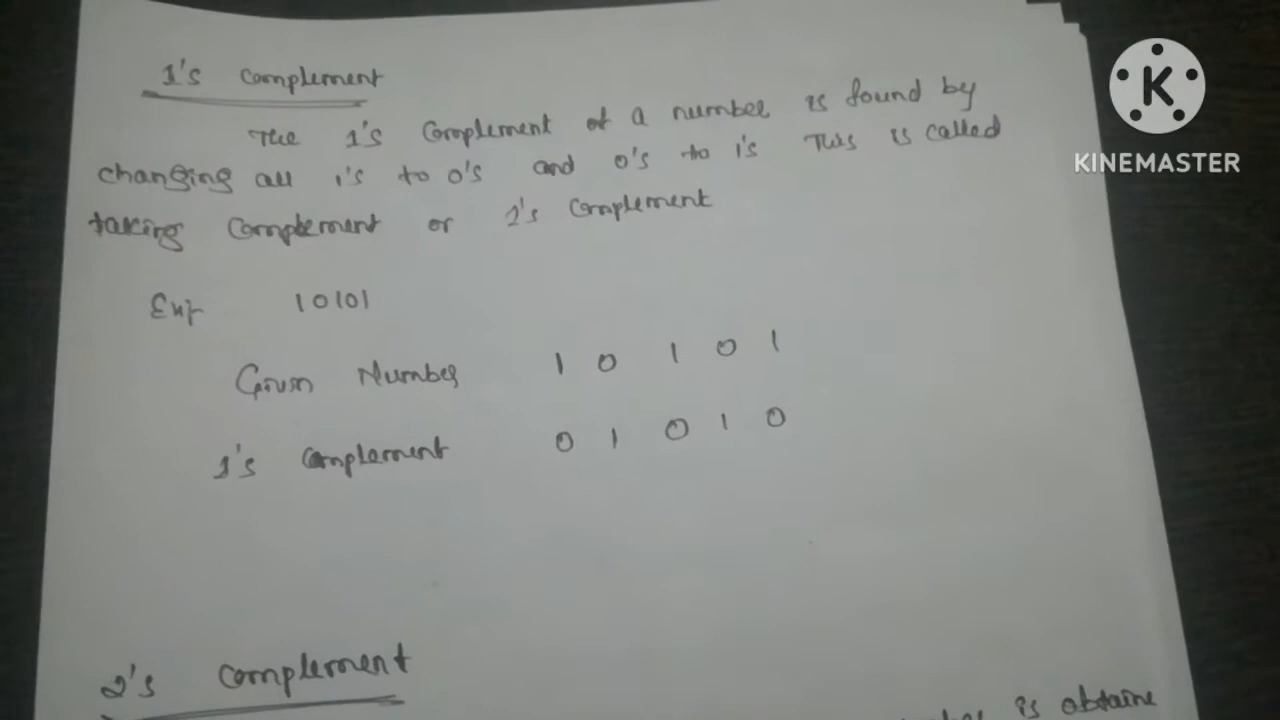 1's complement
The 1's Complement of a number is found by
changing all 1's to 0's and 0's to 1's This is called
taking complement or 1's complement
10101
Given Number 1 0 1 0 1
1's complement 0 1 0 1 0
2's complement
is obtaine
K
KINEMASTER